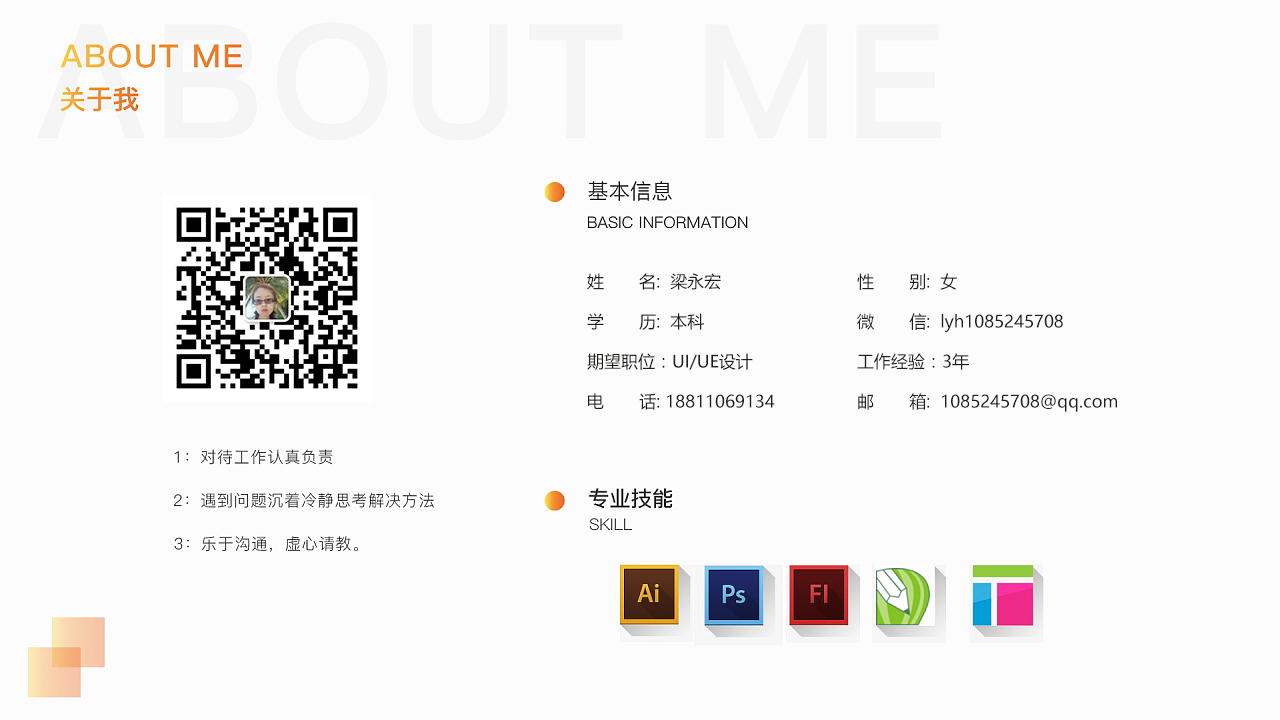 ABOUT ME
ABOUT ME
关于我
基本信息
BASIC INFORMATION
姓 名: 梁永宏
性 别: 女
学 历: 本科
微 信: lyh1085245708
期望职位 : UI/UE设计
工作经验 : 3年
电 话: 18811069134
邮 箱: 1085245708@qq.com
1：对待工作认真负责
2：遇到问题沉着冷静思考解决方法
3：乐于沟通，虚心请教。
专业技能
SKILL
Ai
Ps
Fl